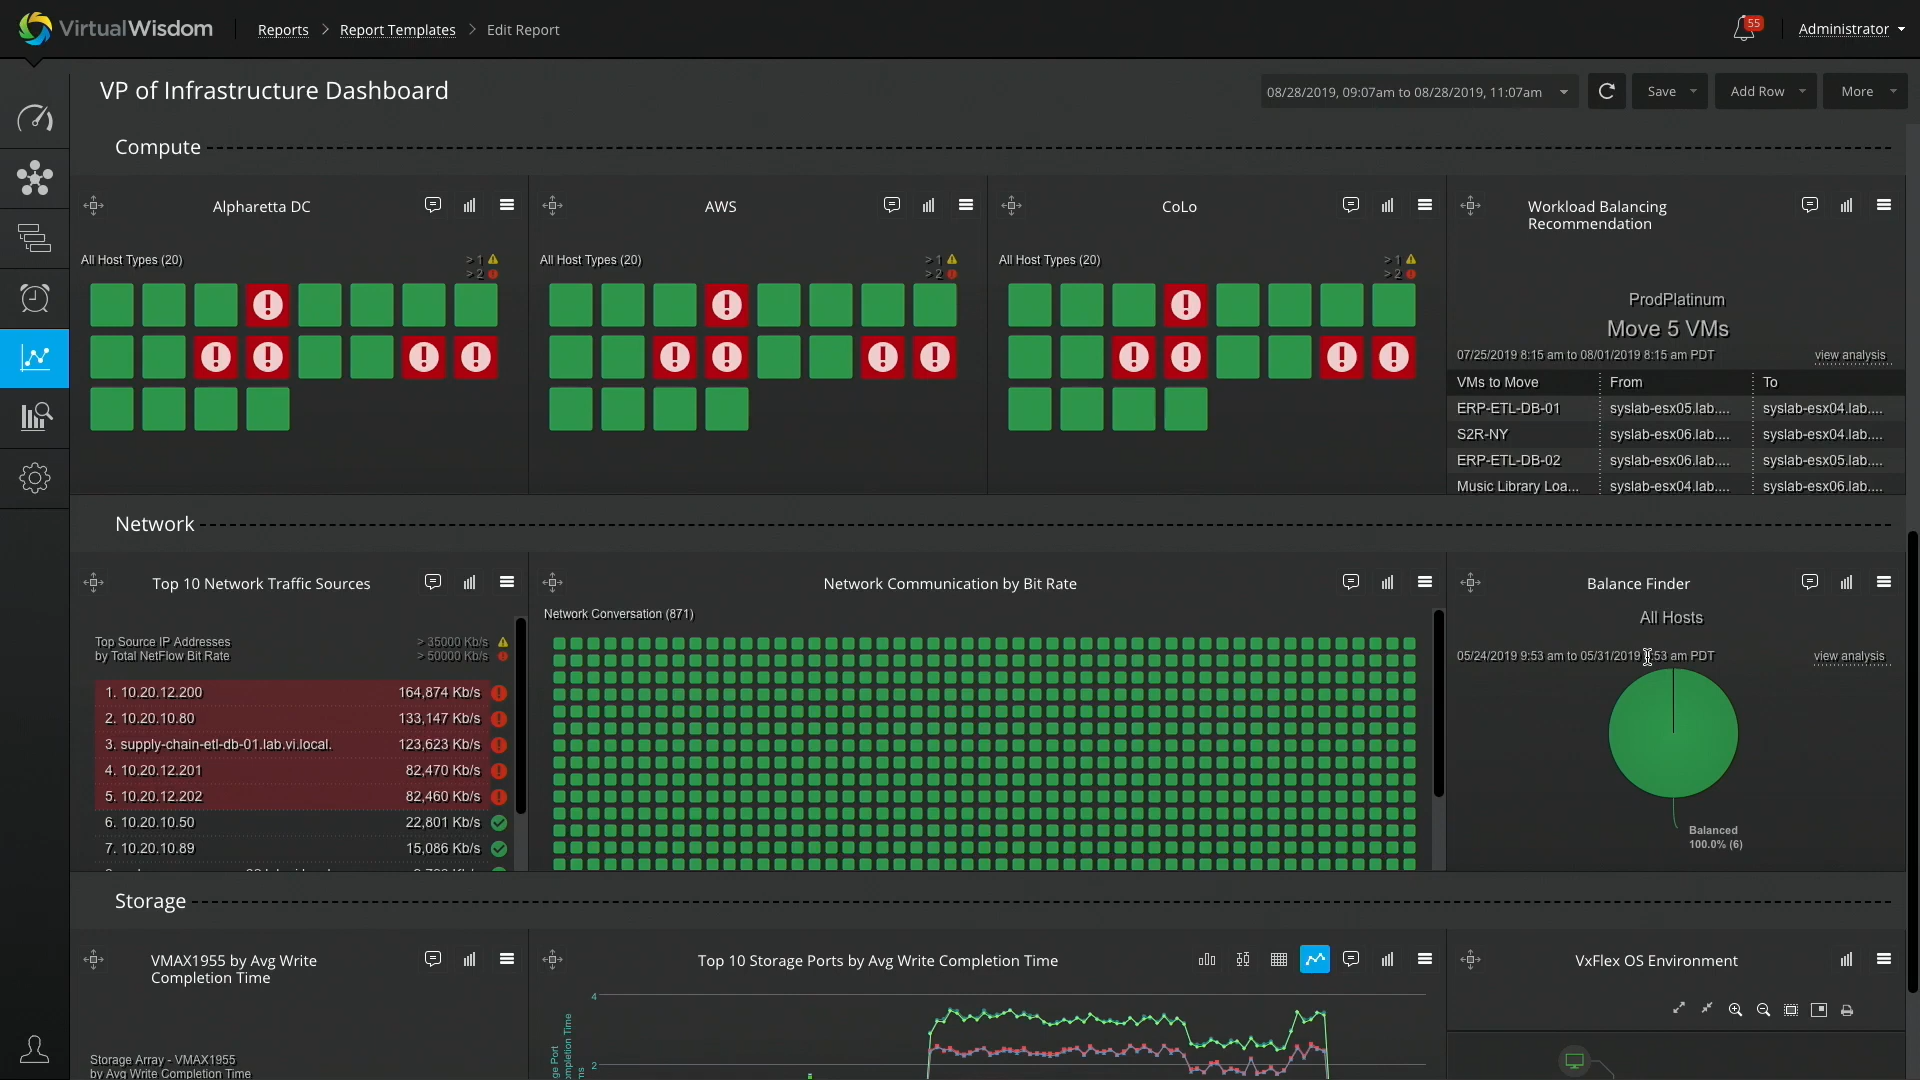 VirtualWisdom
Reports > Report Templates > Edit Report
55
Administrator
VP of Infrastructure Dashboard
08/28/2019, 09:07am to 08/28/2019, 11:07am
Save
Add Row
More
Compute
Alpharetta DC
All Host Types (20)
> 1
> 2
AWS
All Host Types (20)
> 1
> 2
CoLo
All Host Types (20)
> 1
> 2
Workload Balancing
Recommendation
ProdPlatinum
Move 5 VMs
07/25/2019 8:15 am to 08/01/2019 8:15 am PDT
view analysis
VMs to Move From To
ERP-ETL-DB-01 syslab-esx05.lab.... syslab-esx04.lab....
S2R-NY syslab-esx06.lab.... syslab-esx04.lab....
ERP-ETL-DB-02 syslab-esx06.lab.... syslab-esx05.lab....
Music Library Loa... syslab-esx04.lab.... syslab-esx06.lab....
Network
Top 10 Network Traffic Sources
Top Source IP Addresses
by Total NetFlow Bit Rate
> 35000 Kb/s
> 50000 Kb/s
1. 10.20.12.200 164,874 Kb/s
2. 10.20.10.80 133,147 Kb/s
3. supply-chain-etl-db-01.lab.vi.local. 123,623 Kb/s
4. 10.20.12.201 82,470 Kb/s
5. 10.20.12.202 82,460 Kb/s
6. 10.20.10.50 22,801 Kb/s
7. 10.20.10.89 15,086 Kb/s
Network Communication by Bit Rate
Network Conversation (871)
Balance Finder
All Hosts
05/24/2019 9:53 am to 05/31/2019 :53 am PDT
view analysis
Balanced
100.0% (6)
Storage
VMAX1955 by Avg Write
Completion Time
Storage Array - VMAX1955
by Avg Write Completion Time
Top 10 Storage Ports by Avg Write Completion Time
4
2
ge Port
ompletion Time
ms
VxFlex OS Environment